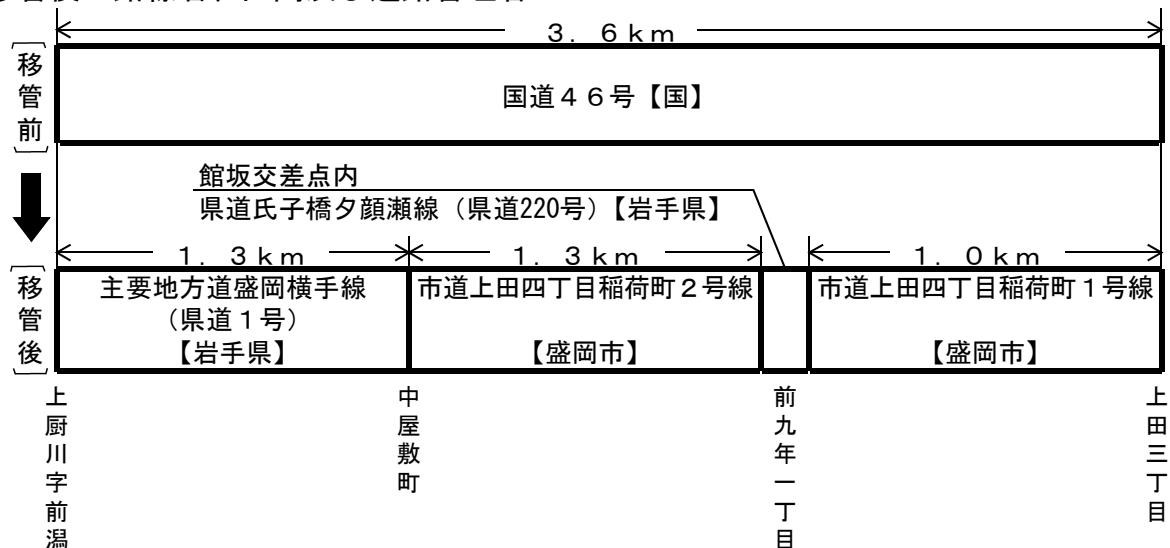 3．6ｋｍ
移管前
国道４６号【国】
館坂交差点内
県道氏子橋夕顔瀬線（県道220号）【岩手県】
1．3ｋｍ
1．3ｋｍ
1．0ｋｍ
移管後
主要地方道盛岡横手線
（県道１号）
【岩手県】
市道上田四丁目稲荷町２号線
【盛岡市】
市道上田四丁目稲荷町１号線
【盛岡市】
上厨川字前潟
中屋敷町
前九年一丁目
上田三丁目